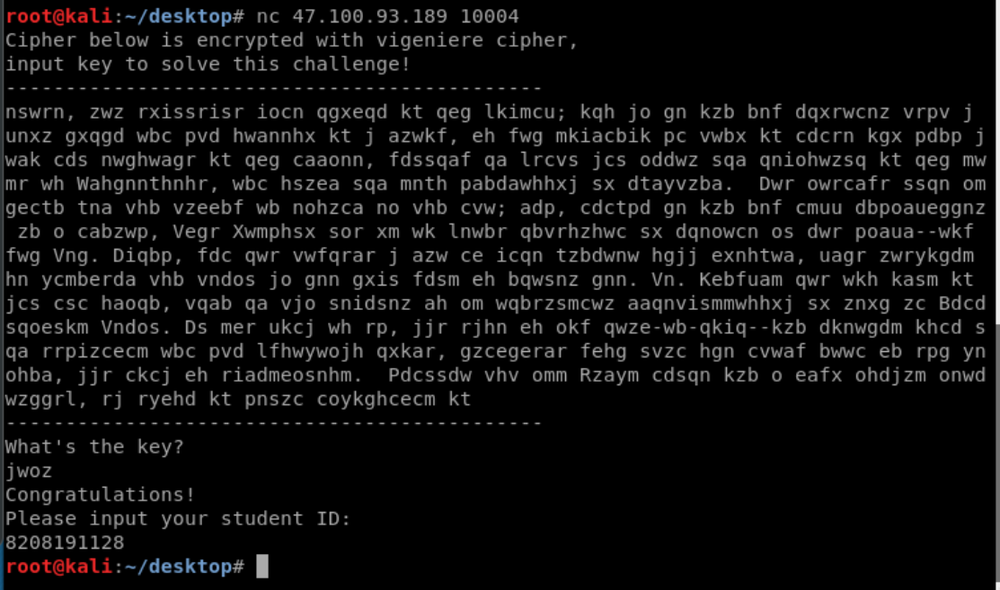 root@kali:~/desktop# nc 47.100.93.189 10004
Cipher below is encrypted with vigeniere cipher,
input key to solve this challenge!
---------------------------------------------
nswrn, zwz rxissrisr iocn qgxeqd kt qeg lkimcu; kqh jo gn kzb bnf dqxrwcnz vrpv j
unxz gxqgd wbc pvd hwannhx kt j azwkf, eh fwg mkiacbik pc vwbx kt cdcrn kgx pdbp j
wak cds nwghwagr kt qeg caaonn, fdssqaf qa lrcvs jcs oddwz sqa qniohwzsq kt qeg mw
mr wh Wahgnnthnhr, wbc hszea sqa mnth pabdawhhxj sx dtayvzba.  Dwr owrcafr ssqn om
gectb tna vhb vzeebf wb nohzca no vhb cvw; adp, cdctpd gn kzb bnf cmuu dbpoaueggnz
 zb o cabzwp, Vegr Xwmphsx sor xm wk lnwbr qbvrhzhwc sx dqnowcn os dwr poaua--wkf
fwg Vng. Diqbp, fdc qwr vwfqrar j azw ce icqn tzbdwnw hgjj exnhtwa, uagr zwrykgdm
hn ycmberda vhb vndos jo gnn gxis fdsm eh bqwsnz gnn. Vn. Kebfuam qwr wkh kasm kt
jcs csc haoqb, vqab qa vjo snidsnz ah om wqbrzsmcwz aaqnvismmwhhxj sx znxg zc Bdcd
sqoeskm Vndos. Ds mer ukcj wh rp, jjr rjhn eh okf qwze-wb-qkiq--kzb dknwgdm khcd s
qa rrpizcecm wbc pvd lfhwywojh qxkar, gzcegerar fehg svzc hgn cvwaf bwwc eb rpg yn
ohba, jjr ckcj eh riadmeosnhm.  Pdcssdw vhv omm Rzaym cdsqn kzb o eafx ohdjzm onwd
wzggrl, rj ryehd kt pnszc coykghcecm kt
---------------------------------------------
What's the key?
jwoz
Congratulations!
Please input your student ID:
8208191128
root@kali:~/desktop#